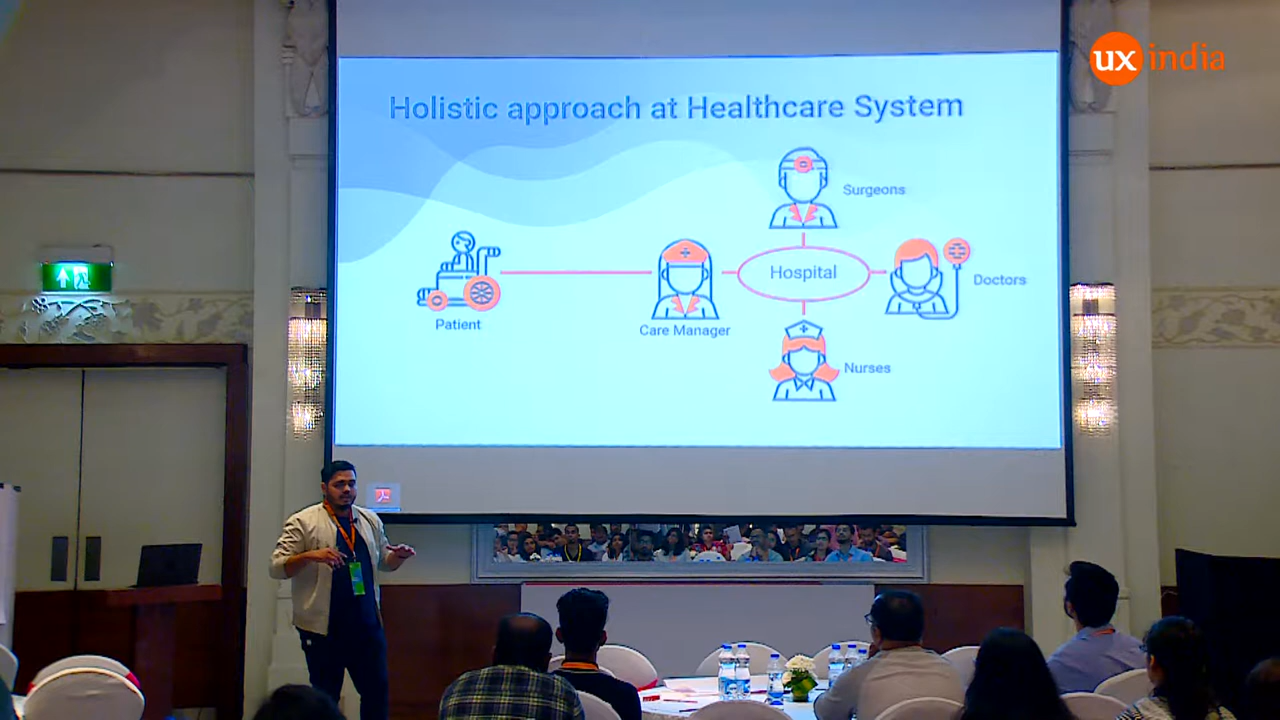 ux india
Holistic approach at Healthcare System
Surgeons
Hospital
Doctors
Patient
Care Manager
Nurses